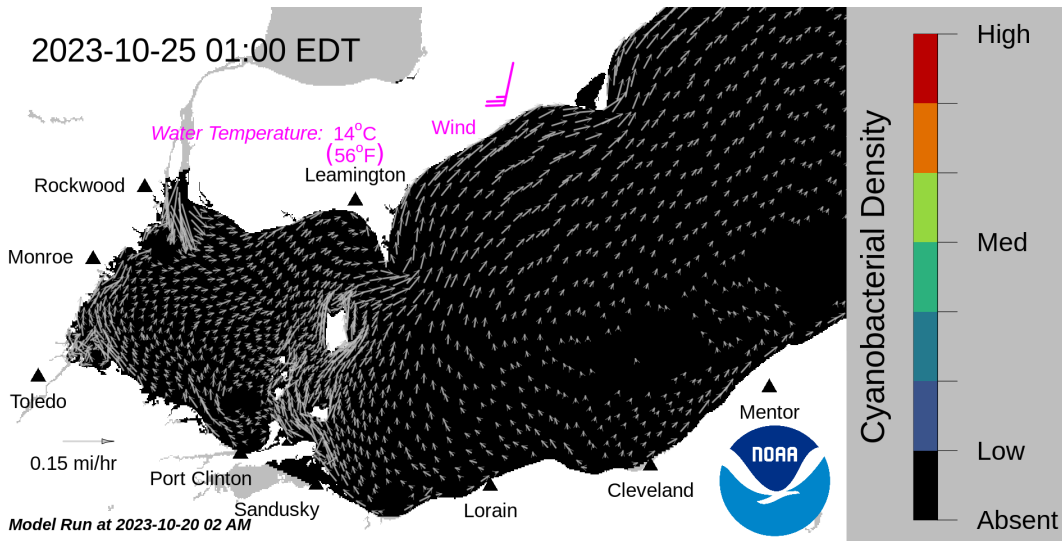 2023-10-25 01:00 EDT
Water Temperature: 14°C
(56°F)
Wind
Leamington
Rockwood
Monroe
Toledo
0.15 mi/hr
Port Clinton
Sandusky
Lorain
Cleveland
Mentor
NOAA
Model Run at 2023-10-20 02 AM
Cyanobacterial Density
High
Med
Low
Absent